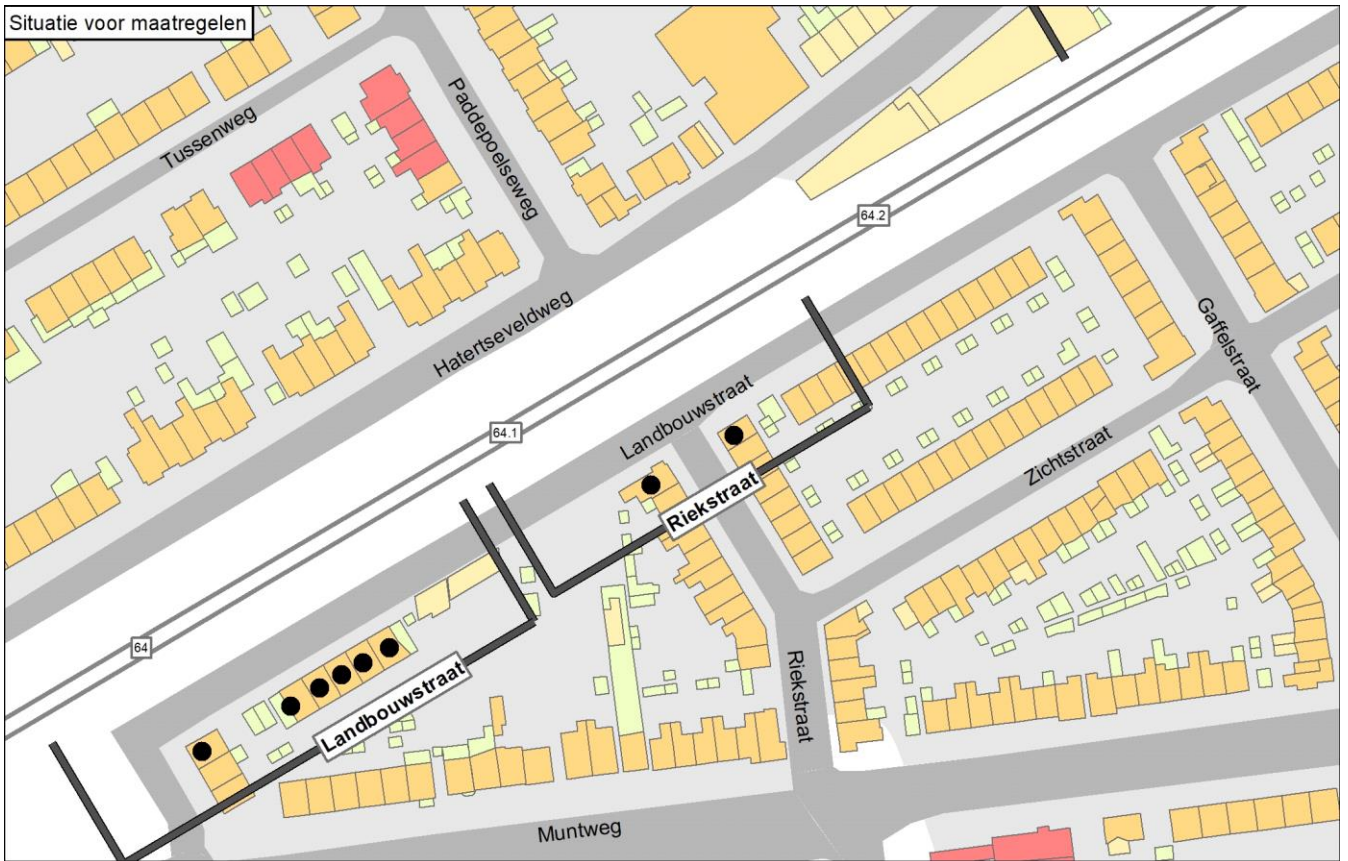 Situatie voor maatregelen
Tussenweg
Paddepoelseweg
64.2
Hatertseveldweg
Gaffelstraat
Landbouwstraat
64.1
Zichtstraat
Riekstraat
64
Riekstraat
Landbouwstraat
Muntweg